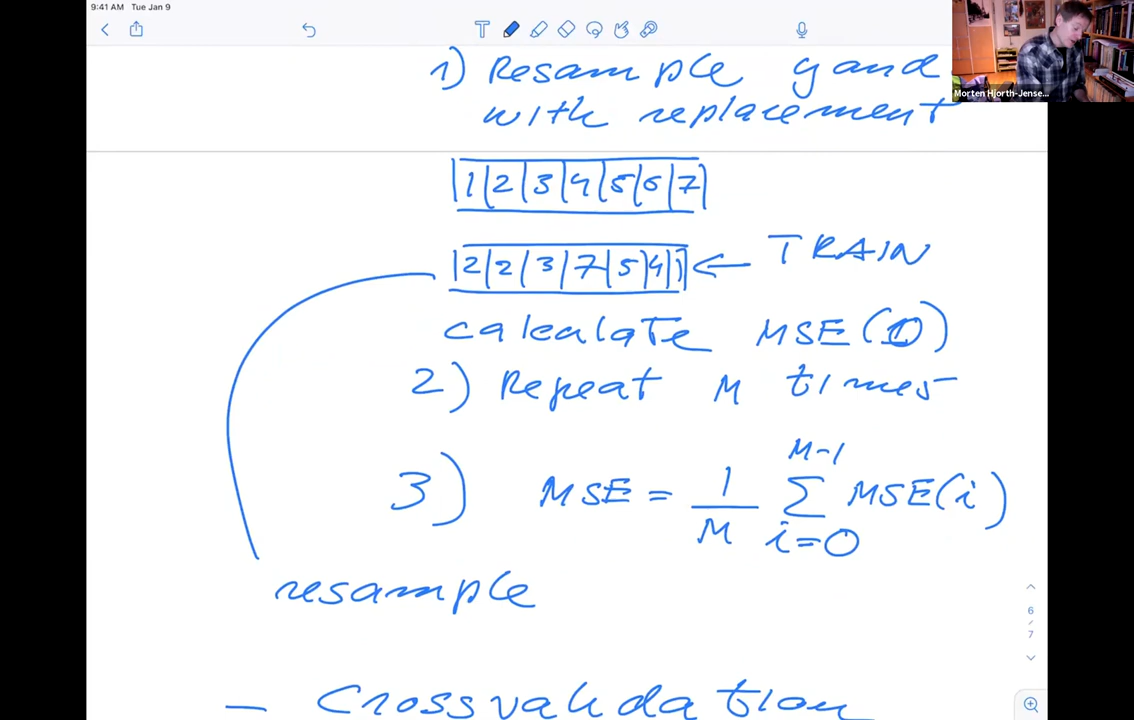 9:41 AM Tue Jan 9
Morten Hjorth-Jense...
1) Resample y and
with replacement
|1|2|3|4|5|6|7|
|2|2|3|7|5|4|1| ← TRAIN
calculate MSE(0)
2) Repeat M times
3) MSE = 1/M Σ_{i=0}^{M-1} MSE(i)
resample
6
/
7
- Crossvalidation